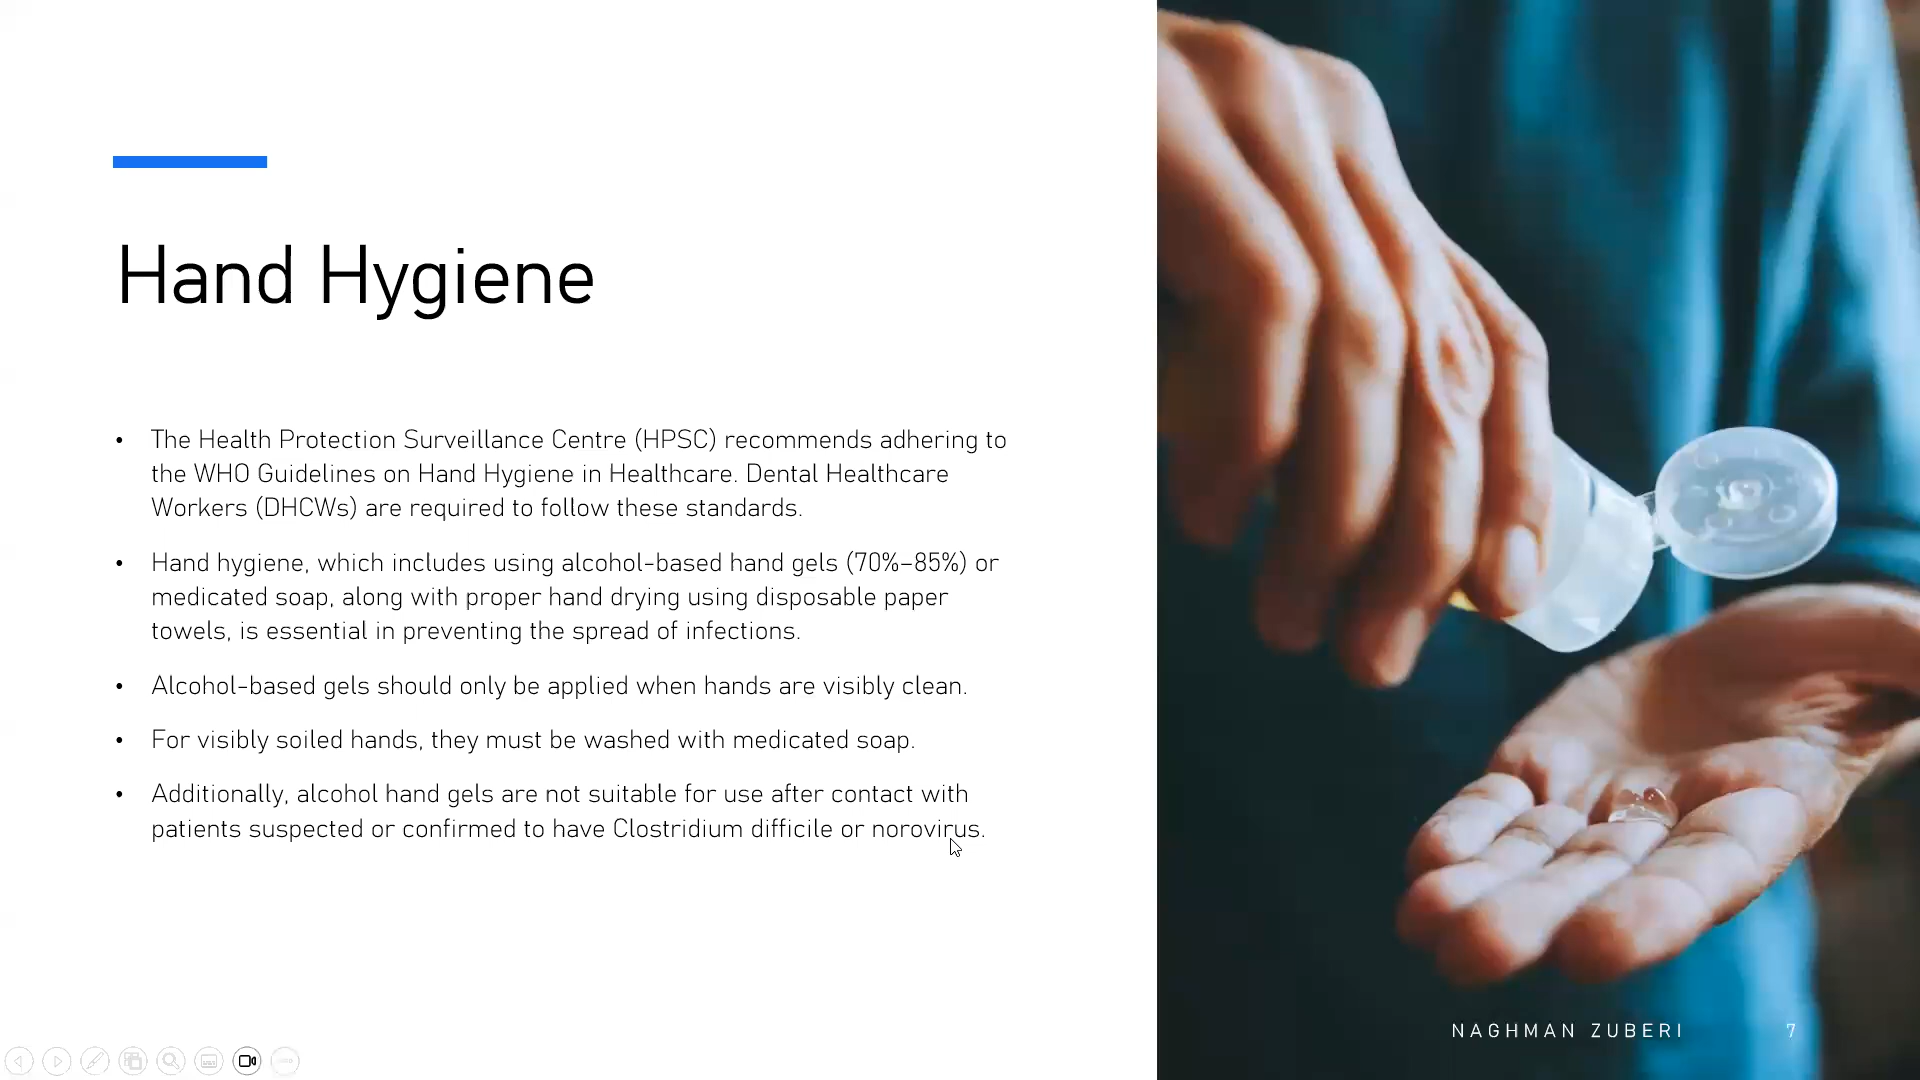 Hand Hygiene
• The Health Protection Surveillance Centre (HPSC) recommends adhering to
the WHO Guidelines on Hand Hygiene in Healthcare. Dental Healthcare
Workers (DHCWs) are required to follow these standards.
• Hand hygiene, which includes using alcohol-based hand gels (70%–85%) or
medicated soap, along with proper hand drying using disposable paper
towels, is essential in preventing the spread of infections.
• Alcohol-based gels should only be applied when hands are visibly clean.
• For visibly soiled hands, they must be washed with medicated soap.
• Additionally, alcohol hand gels are not suitable for use after contact with
patients suspected or confirmed to have Clostridium difficile or norovirus.
NAGHMAN ZUBERI 7